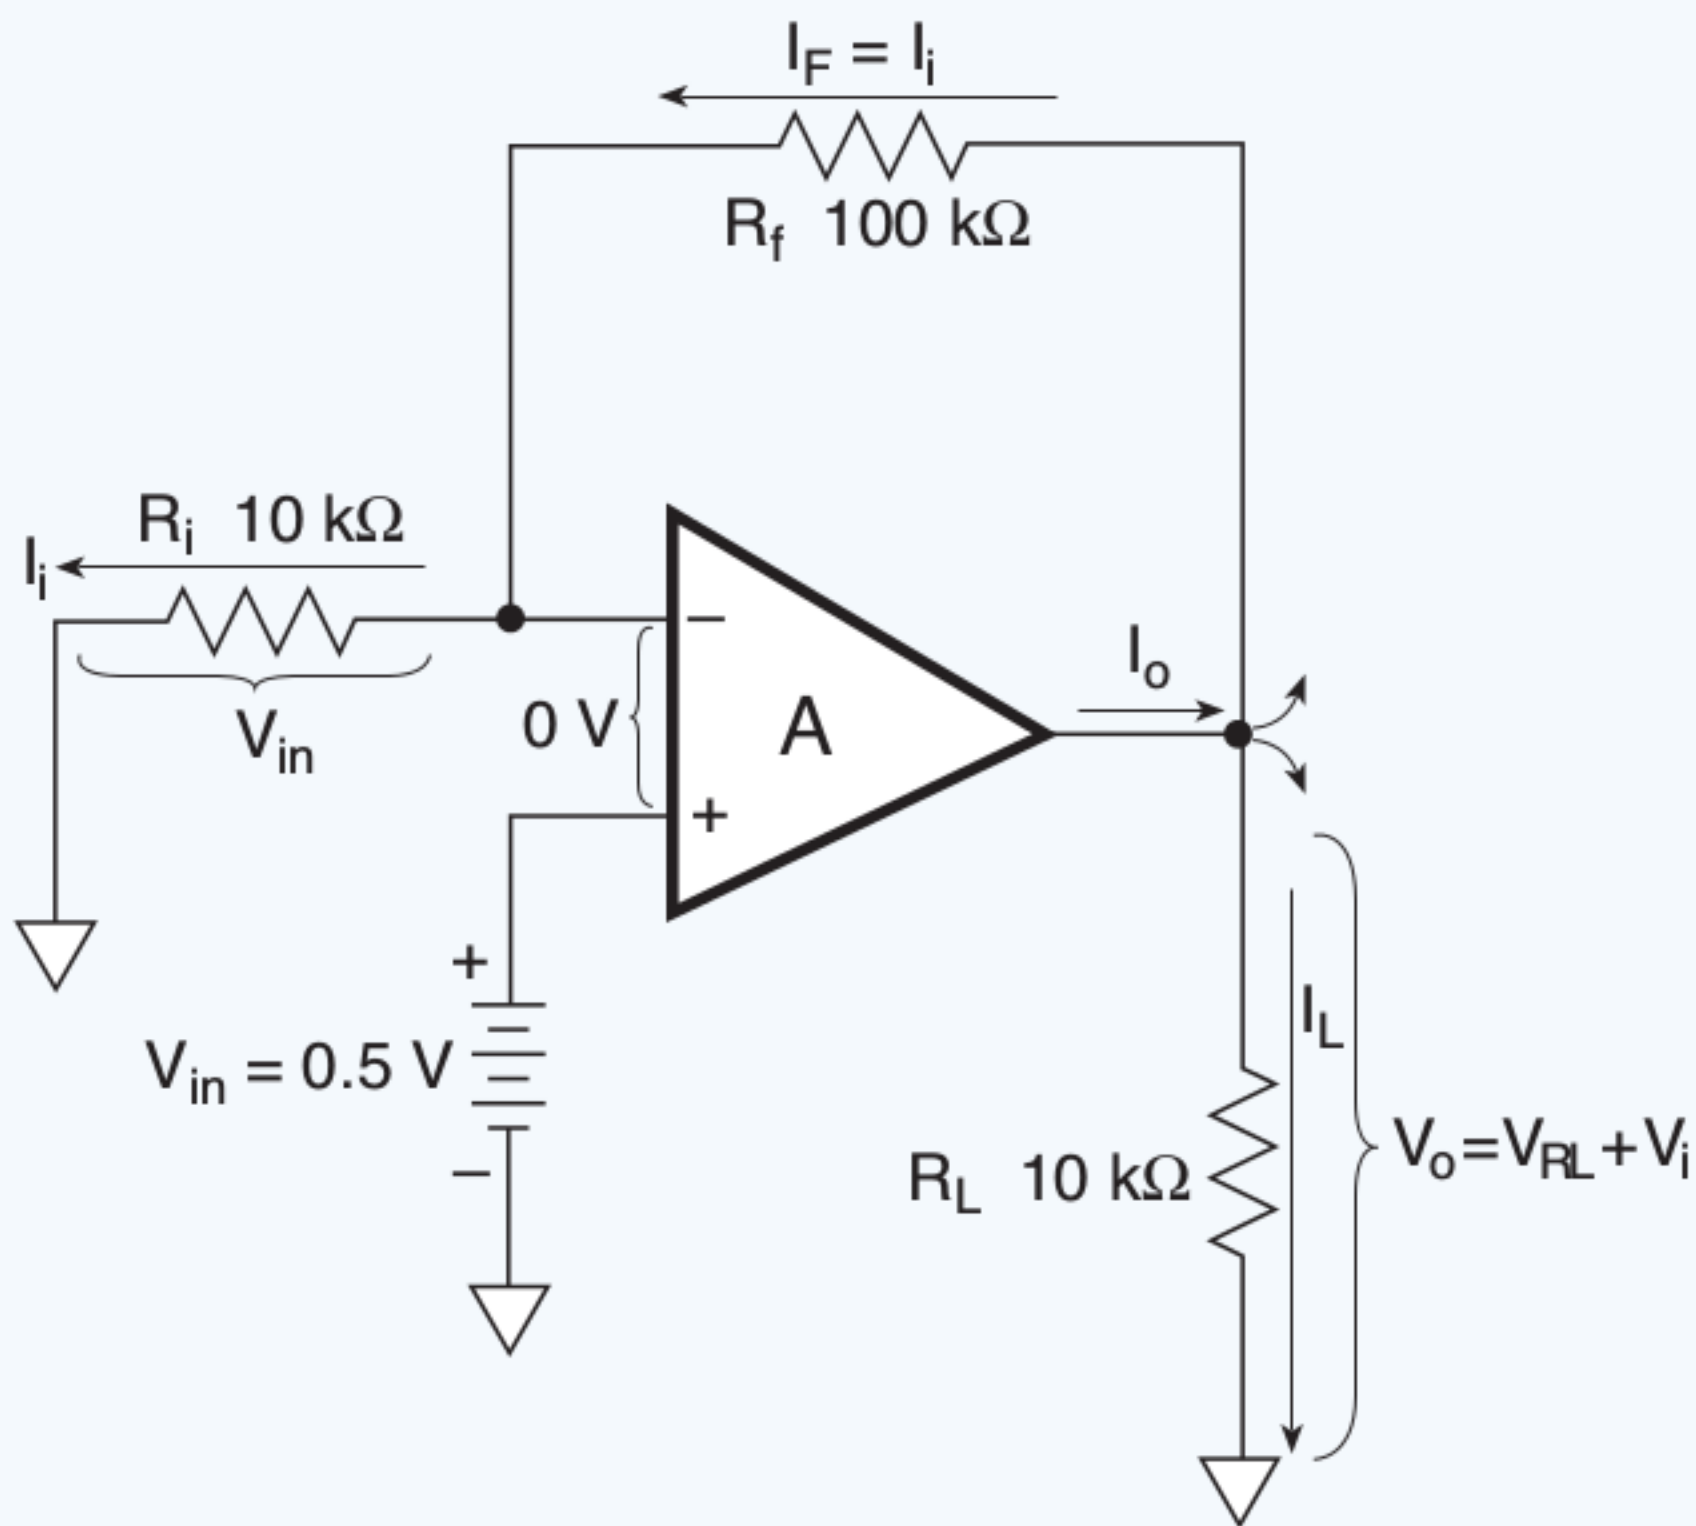 I_F = I_i
R_f 100 kΩ
R_i 10 kΩ
I_i
V_in
0 V
−
+
A
I_o
+
V_in = 0.5 V
−
I_L
R_L 10 kΩ
V_o=V_RL+V_i